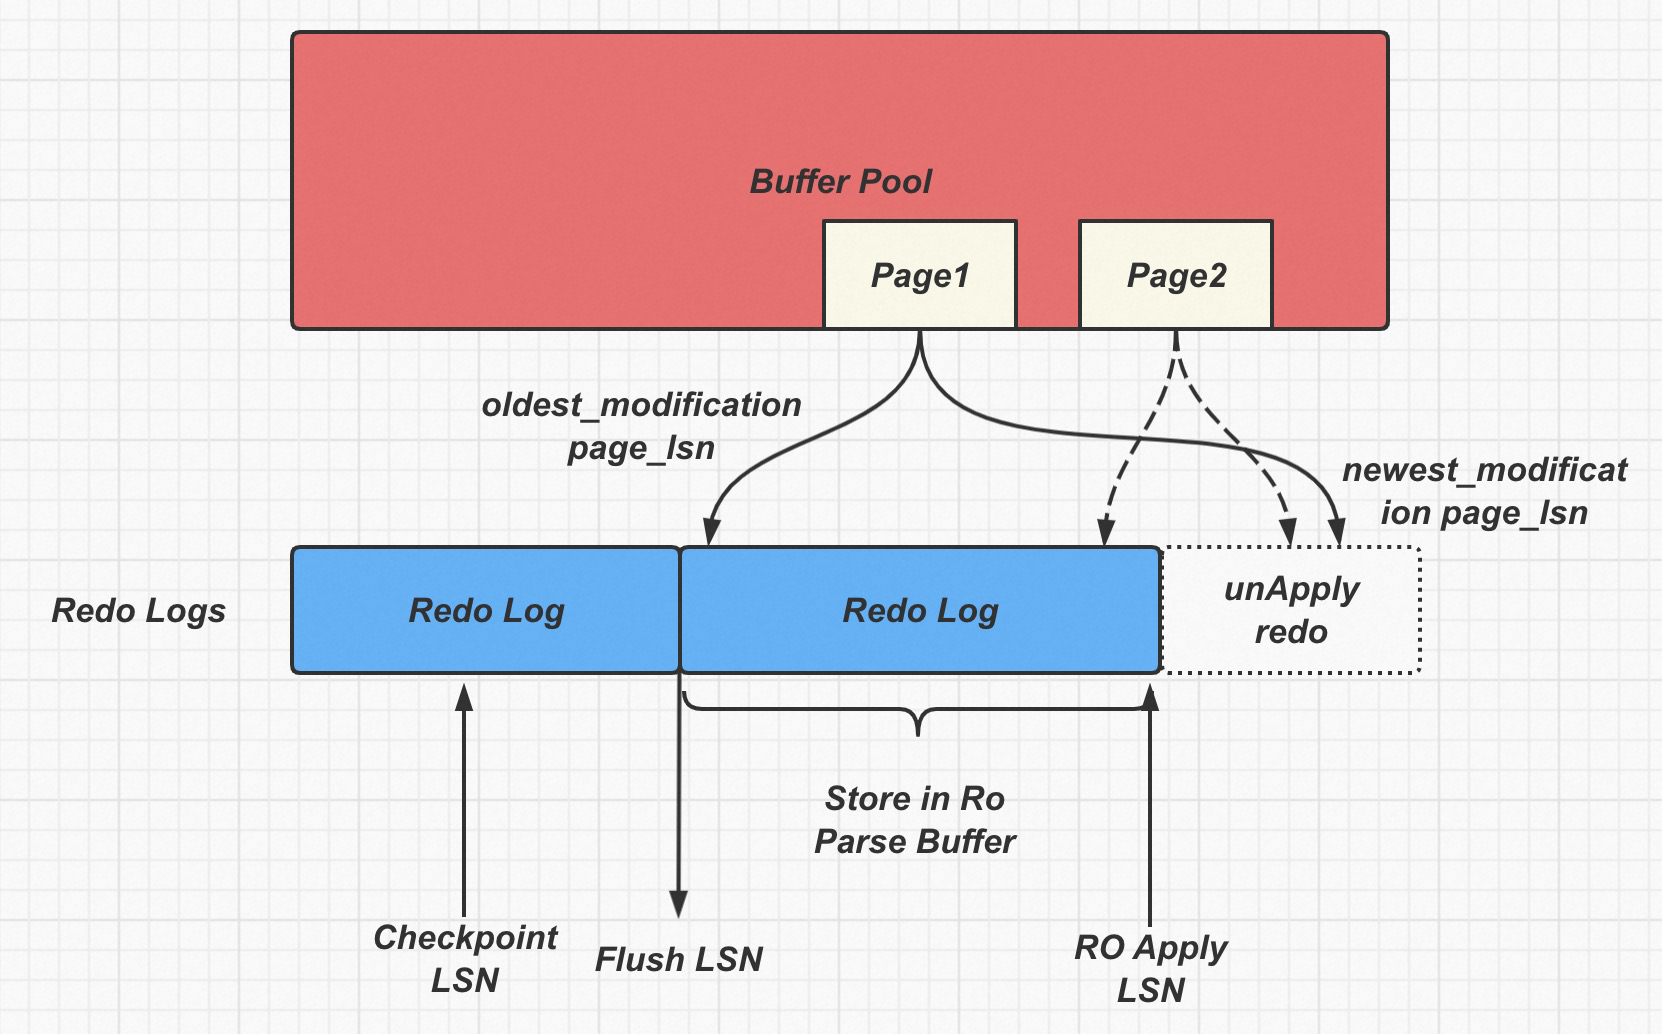 Buffer Pool
Page1
Page2
oldest_modification
page_lsn
newest_modificat
ion page_lsn
Redo Logs
Redo Log
Redo Log
unApply
redo
Store in Ro
Parse Buffer
Checkpoint
LSN
Flush LSN
RO Apply
LSN